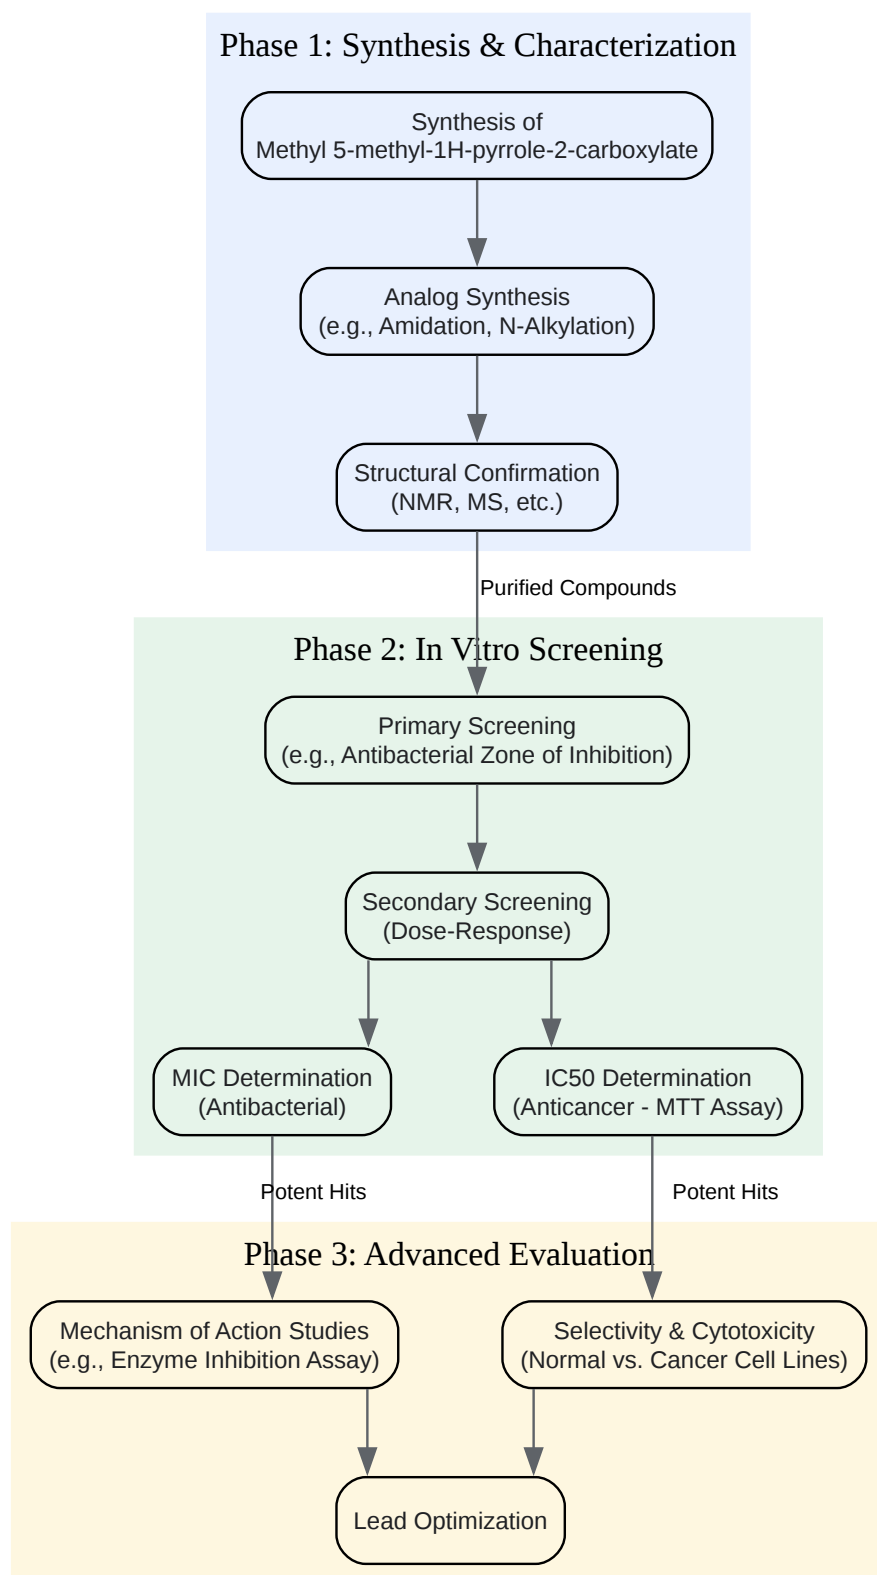 Phase 1: Synthesis & Characterization
Synthesis of
Methyl 5-methyl-1H-pyrrole-2-carboxylate
Analog Synthesis
(e.g., Amidation, N-Alkylation)
Structural Confirmation
(NMR, MS, etc.)
Purified Compounds
Phase 2: In Vitro Screening
Primary Screening
(e.g., Antibacterial Zone of Inhibition)
Secondary Screening
(Dose-Response)
MIC Determination
(Antibacterial)
IC50 Determination
(Anticancer - MTT Assay)
Potent Hits
Potent Hits
Phase 3: Advanced Evaluation
Mechanism of Action Studies
(e.g., Enzyme Inhibition Assay)
Selectivity & Cytotoxicity
(Normal vs. Cancer Cell Lines)
Lead Optimization